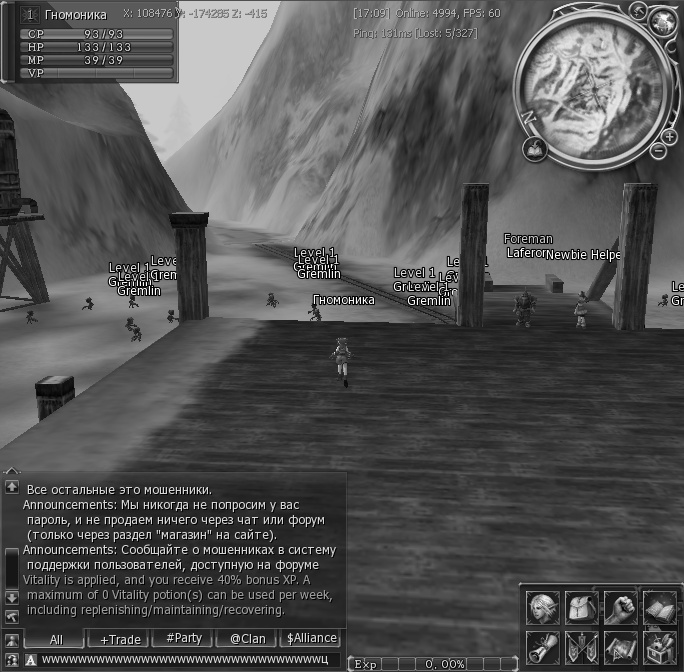 1 Гномоника X: 108476 Y: -174285 Z: -415
[17:09] Online: 4994, FPS: 60
Ping: 131ms [Lost: 5/327]
CP 93/93
HP 133/133
MP 39/39
VP
N
Foreman
Laferon
Newbie Helpe
Level 1
Gremlin
Level 1
Gremlin
Level 1
Gremlin
Level 1
Gremlin
Гномоника
Все остальные это мошенники.
Announcements: Мы никогда не попросим у вас
пароль, и не продаем ничего через чат или форум
(только через раздел "магазин" на сайте).
Announcements: Сообщайте о мошенниках в систему
поддержки пользователей, доступную на форуме
Vitality is applied, and you receive 40% bonus XP. A
maximum of 0 Vitality potion(s) can be used per week,
including replenishing/maintaining/recovering.
All +Trade #Party @Clan $Alliance
Exp 0.00%